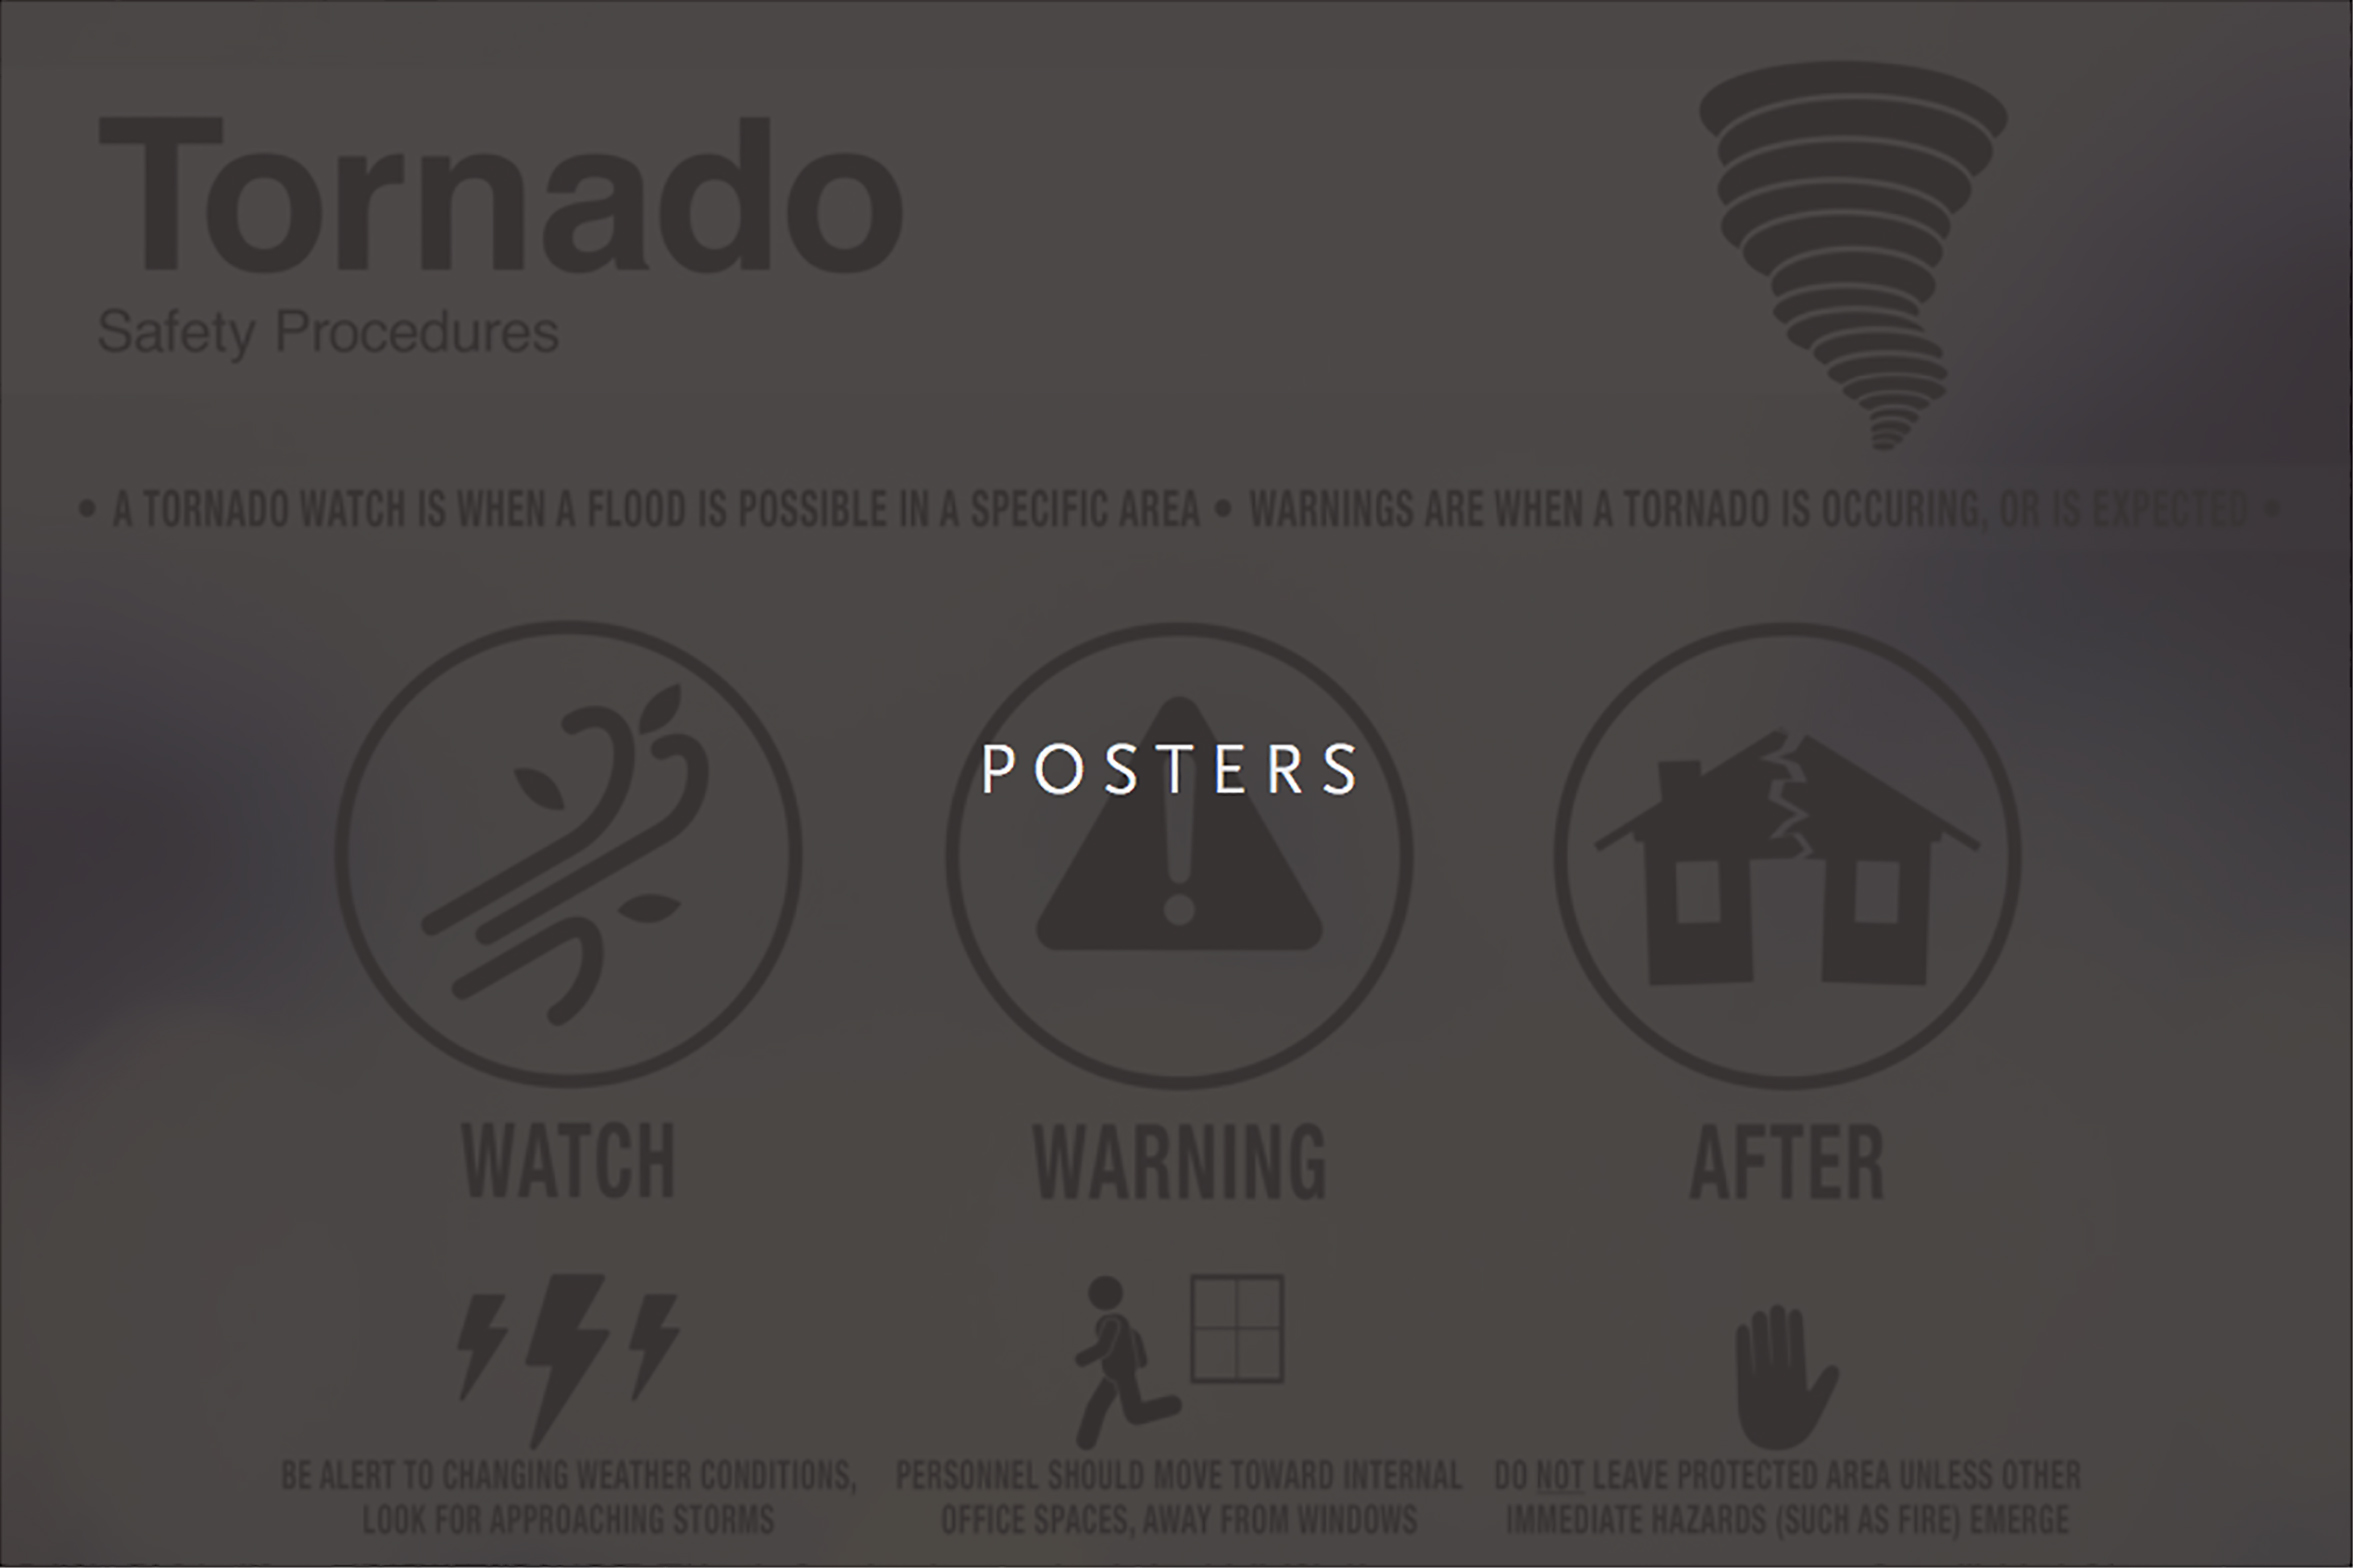 Tornado
Safety Procedures
• A TORNADO WATCH IS WHEN A FLOOD IS POSSIBLE IN A SPECIFIC AREA • WARNINGS ARE WHEN A TORNADO IS OCCURING, OR IS EXPECTED •
POSTERS
WATCH
WARNING
AFTER
BE ALERT TO CHANGING WEATHER CONDITIONS,
LOOK FOR APPROACHING STORMS
PERSONNEL SHOULD MOVE TOWARD INTERNAL
OFFICE SPACES, AWAY FROM WINDOWS
DO NOT LEAVE PROTECTED AREA UNLESS OTHER
IMMEDIATE HAZARDS (SUCH AS FIRE) EMERGE